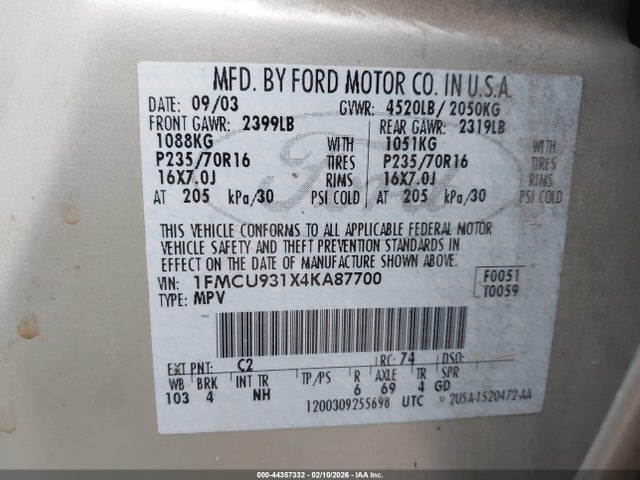 MFD. BY FORD MOTOR CO. IN U.S.A.
DATE: 09/03 GVWR: 4520LB/ 2050KG
FRONT GAWR: 2399LB REAR GAWR: 2319LB
1088KG WITH 1051KG WITH
P235/70R16 TIRES P235/70R16 TIRES
16X7.0J RIMS 16X7.0J RIMS
AT 205 kPa/30 PSI COLD AT 205 kPa/30 PSI COLD
Ford
THIS VEHICLE CONFORMS TO ALL APPLICABLE FEDERAL MOTOR
VEHICLE SAFETY AND THEFT PREVENTION STANDARDS IN
EFFECT ON THE DATE OF MANUFACTURE SHOWN ABOVE.
VIN: 1FMCU931X4KA87700 F0051
TYPE: MPV T0059
EXT PNT: C2 RC: 74 DSO:
WB BRK INT TR TP/PS R AXLE TR SPR
103 4 NH 6 69 4 GD
1200309255698 UTC V 2U5A-1520472-AA
000-44357332 - 02/10/2026 - IAA Inc.